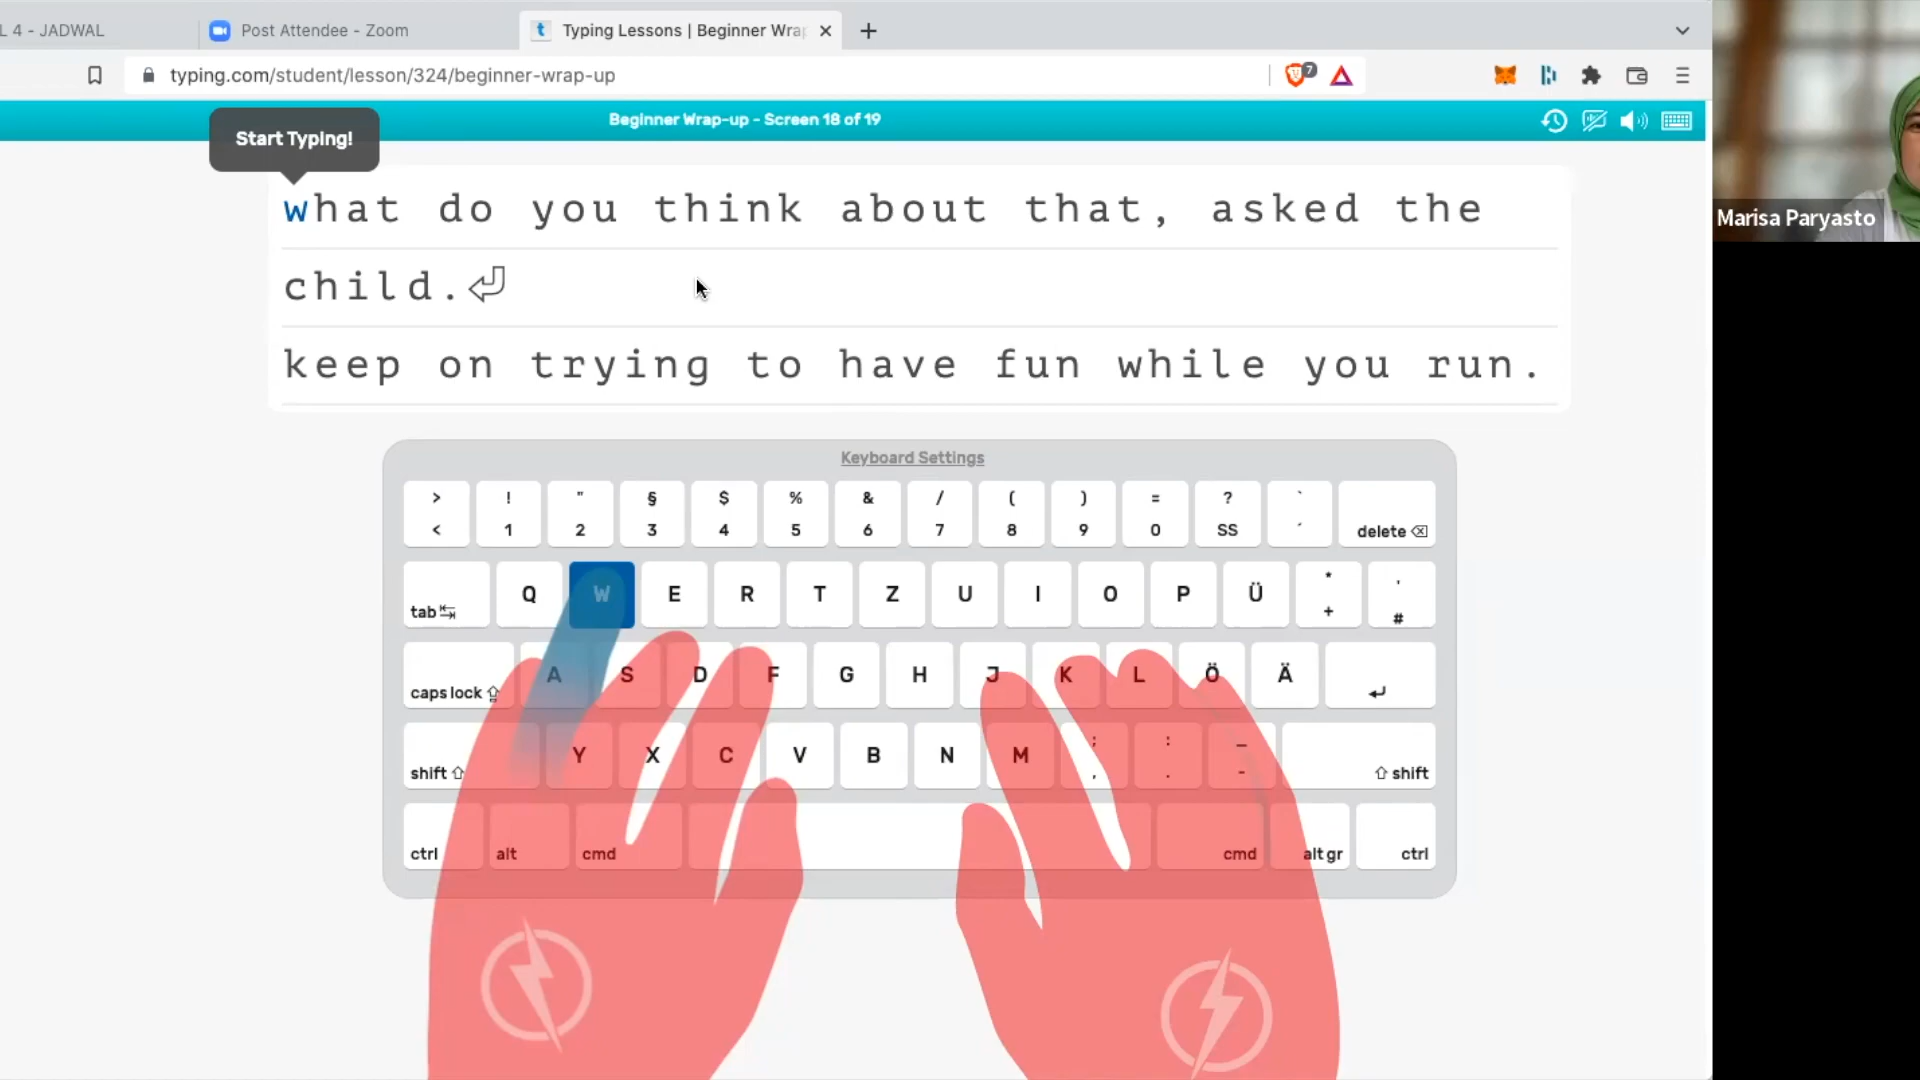 L 4 - JADWAL
Post Attendee - Zoom
t Typing Lessons | Beginner Wrap
typing.com/student/lesson/324/beginner-wrap-up
7
Beginner Wrap-up - Screen 18 of 19
Start Typing!
what do you think about that, asked the
child.
keep on trying to have fun while you run.
Marisa Paryasto
Keyboard Settings
> ! " § $ % & / ( ) = ? `
< 1 2 3 4 5 6 7 8 9 0 SS ´ delete
tab Q W E R T Z U I O P Ü * + ' #
caps lock A S D F G H J K L Ö Ä
shift Y X C V B N M ; , : . _ - shift
ctrl alt cmd cmd alt gr ctrl